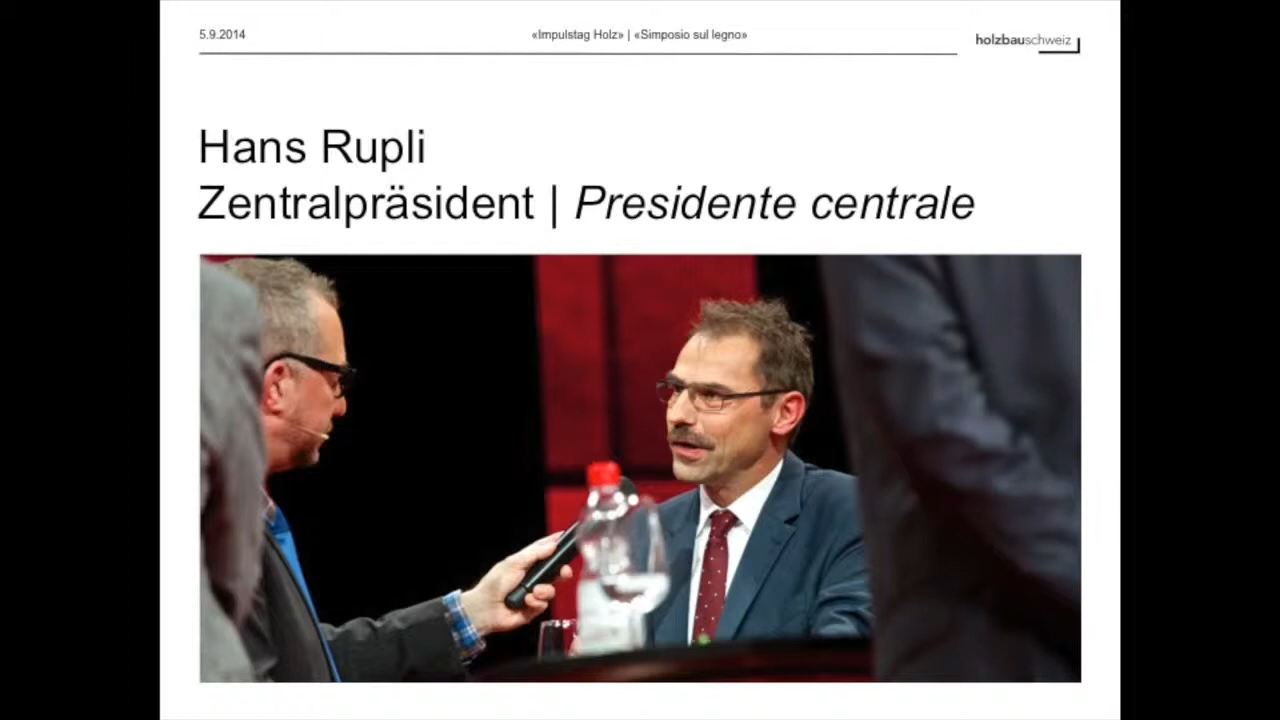 5.9.2014
«Impulstag Holz» | «Simposio sul legno»
holzbauschweiz
Hans Rupli
Zentralpräsident | Presidente centrale